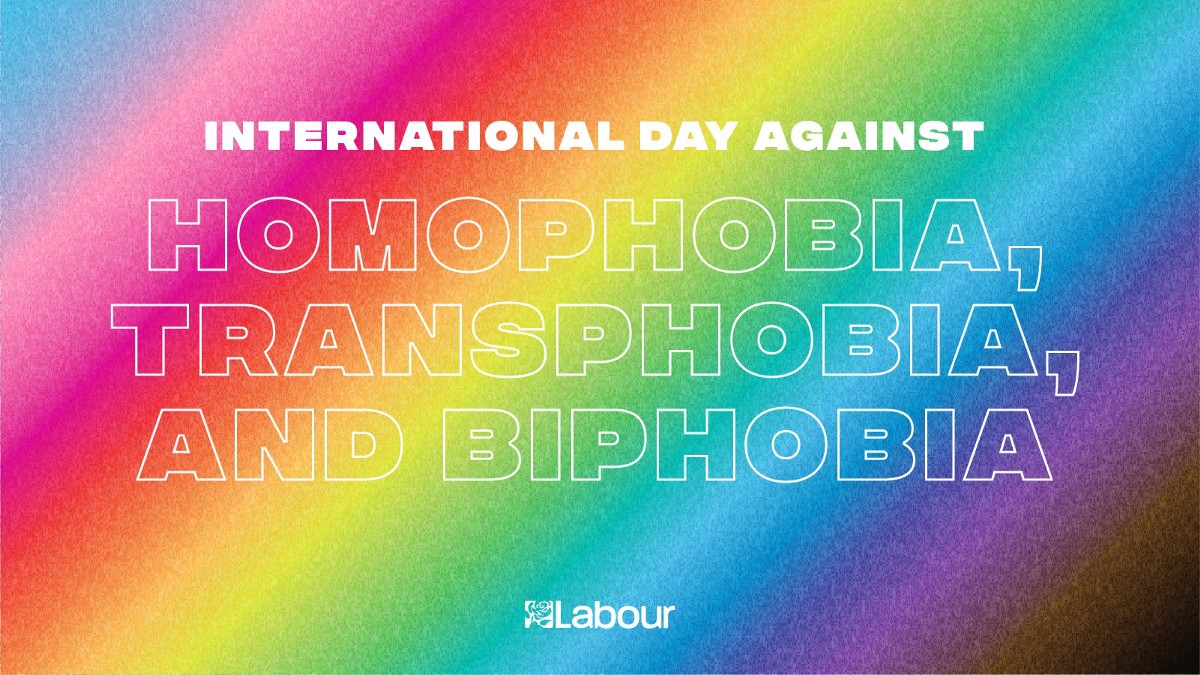 INTERNATIONAL DAY AGAINST
HOMOPHOBIA,
TRANSPHOBIA,
AND BIPHOBIA
Labour